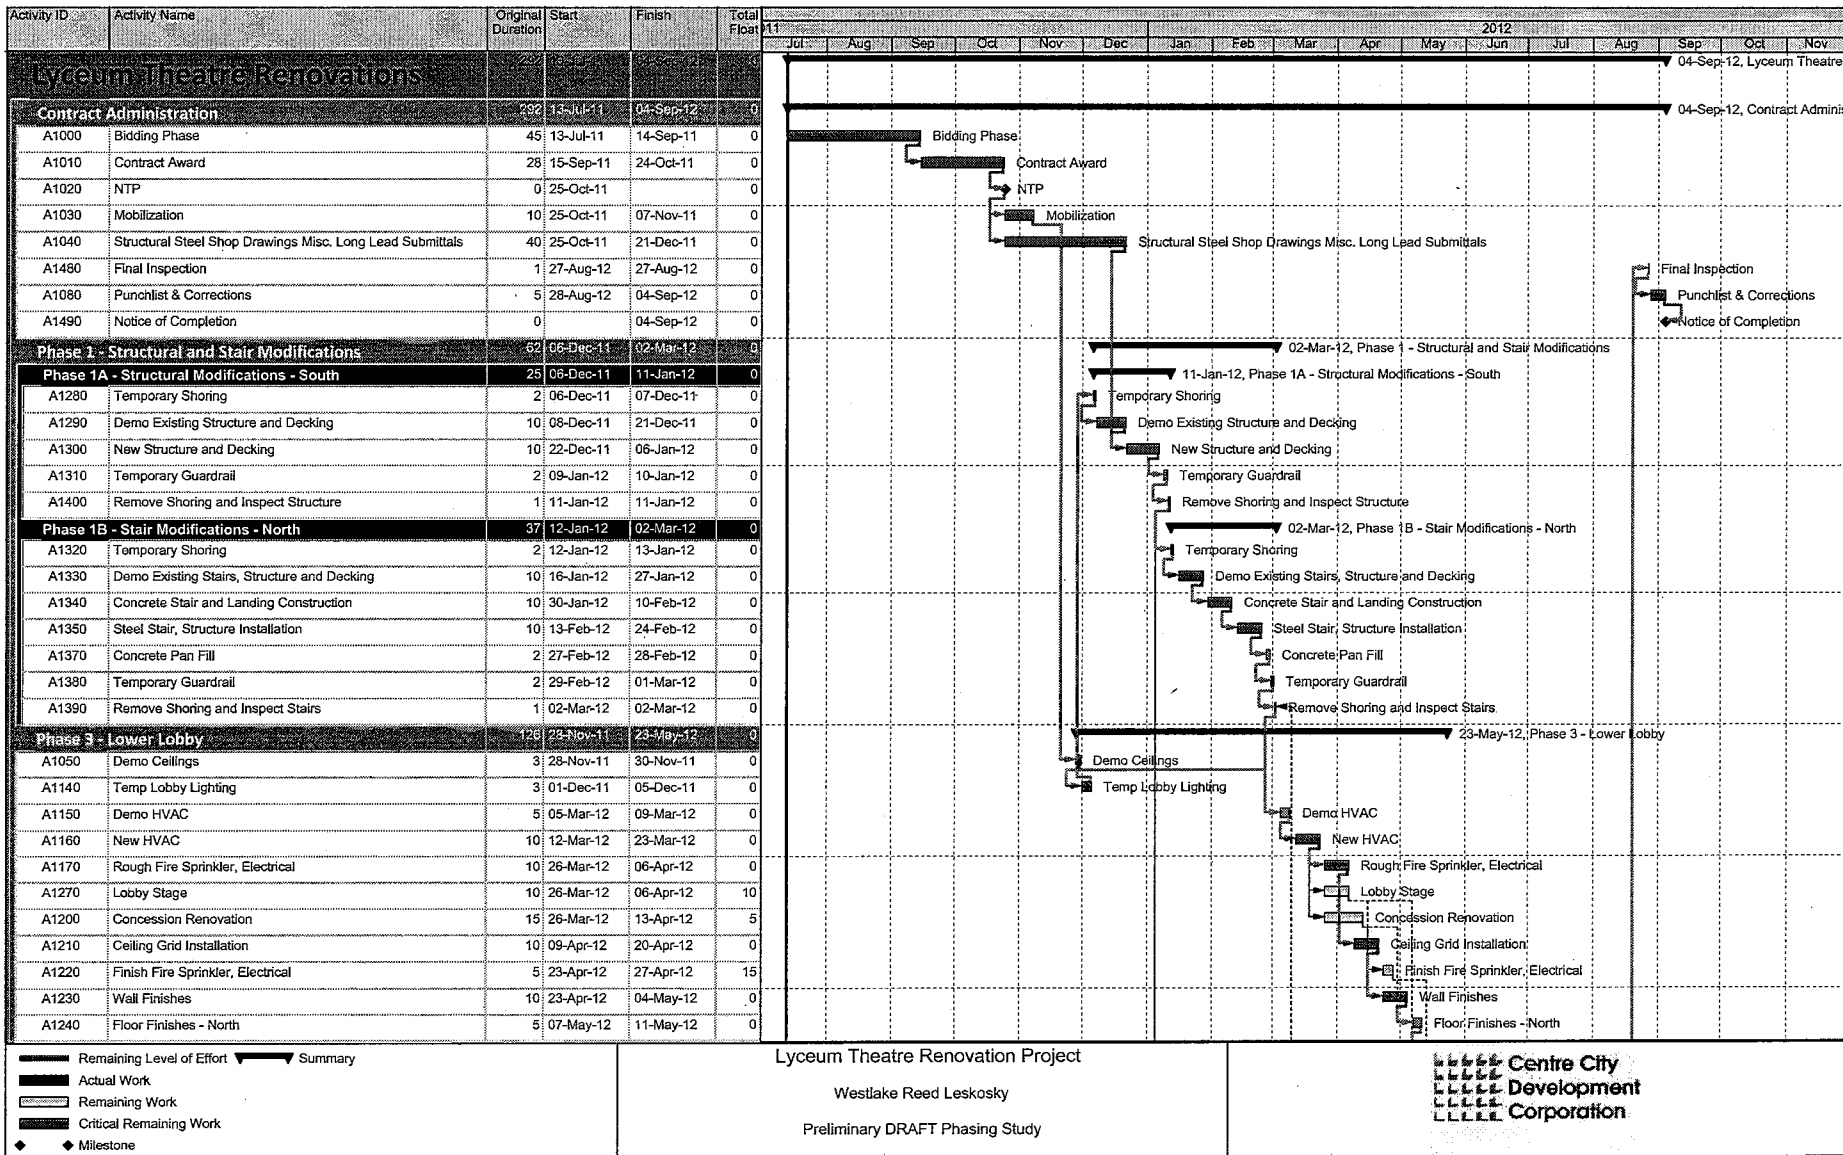 Activity ID Activity Name Original Duration Start Finish Total Float 11 2012
Jul Aug Sep Oct Nov Dec Jan Feb Mar Apr May Jun Jul Aug Sep Oct Nov
Lyceum Theatre Renovations 0 04-Sep-12, Lyceum Theatre
Contract Administration 292 13-Jul-11 04-Sep-12 0 04-Sep-12, Contract Adminis
A1000 Bidding Phase 45 13-Jul-11 14-Sep-11 0 Bidding Phase
A1010 Contract Award 28 15-Sep-11 24-Oct-11 0 Contract Award
A1020 NTP 0 25-Oct-11 0 NTP
A1030 Mobilization 10 25-Oct-11 07-Nov-11 0 Mobilization
A1040 Structural Steel Shop Drawings Misc. Long Lead Submittals 40 25-Oct-11 21-Dec-11 0 Structural Steel Shop Drawings Misc. Long Lead Submittals
A1480 Final Inspection 1 27-Aug-12 27-Aug-12 0 Final Inspection
A1080 Punchlist & Corrections 5 28-Aug-12 04-Sep-12 0 Punchlist & Corrections
A1490 Notice of Completion 0 04-Sep-12 0 Notice of Completion
Phase 1 - Structural and Stair Modifications 62 06-Dec-11 02-Mar-12 0 02-Mar-12, Phase 1 - Structural and Stair Modifications
Phase 1A - Structural Modifications - South 25 06-Dec-11 11-Jan-12 0 11-Jan-12, Phase 1A - Structural Modifications - South
A1280 Temporary Shoring 2 06-Dec-11 07-Dec-11 0 Temporary Shoring
A1290 Demo Existing Structure and Decking 10 08-Dec-11 21-Dec-11 0 Demo Existing Structure and Decking
A1300 New Structure and Decking 10 22-Dec-11 06-Jan-12 0 New Structure and Decking
A1310 Temporary Guardrail 2 09-Jan-12 10-Jan-12 0 Temporary Guardrail
A1400 Remove Shoring and Inspect Structure 1 11-Jan-12 11-Jan-12 0 Remove Shoring and Inspect Structure
Phase 1B - Stair Modifications - North 37 12-Jan-12 02-Mar-12 0 02-Mar-12, Phase 1B - Stair Modifications - North
A1320 Temporary Shoring 2 12-Jan-12 13-Jan-12 0 Temporary Shoring
A1330 Demo Existing Stairs, Structure and Decking 10 16-Jan-12 27-Jan-12 0 Demo Existing Stairs, Structure and Decking
A1340 Concrete Stair and Landing Construction 10 30-Jan-12 10-Feb-12 0 Concrete Stair and Landing Construction
A1350 Steel Stair, Structure Installation 10 13-Feb-12 24-Feb-12 0 Steel Stair, Structure Installation
A1370 Concrete Pan Fill 2 27-Feb-12 28-Feb-12 0 Concrete Pan Fill
A1380 Temporary Guardrail 2 29-Feb-12 01-Mar-12 0 Temporary Guardrail
A1390 Remove Shoring and Inspect Stairs 1 02-Mar-12 02-Mar-12 0 Remove Shoring and Inspect Stairs
Phase 3 - Lower Lobby 126 28-Nov-11 23-May-12 0 23-May-12, Phase 3 - Lower Lobby
A1050 Demo Ceilings 3 28-Nov-11 30-Nov-11 0 Demo Ceilings
A1140 Temp Lobby Lighting 3 01-Dec-11 05-Dec-11 0 Temp Lobby Lighting
A1150 Demo HVAC 5 05-Mar-12 09-Mar-12 0 Demo HVAC
A1160 New HVAC 10 12-Mar-12 23-Mar-12 0 New HVAC
A1170 Rough Fire Sprinkler, Electrical 10 26-Mar-12 06-Apr-12 0 Rough Fire Sprinkler, Electrical
A1270 Lobby Stage 10 26-Mar-12 06-Apr-12 10 Lobby Stage
A1200 Concession Renovation 15 26-Mar-12 13-Apr-12 5 Concession Renovation
A1210 Ceiling Grid Installation 10 09-Apr-12 20-Apr-12 0 Ceiling Grid Installation
A1220 Finish Fire Sprinkler, Electrical 5 23-Apr-12 27-Apr-12 15 Finish Fire Sprinkler, Electrical
A1230 Wall Finishes 10 23-Apr-12 04-May-12 0 Wall Finishes
A1240 Floor Finishes - North 5 07-May-12 11-May-12 0 Floor Finishes - North
Remaining Level of Effort Summary
Actual Work
Remaining Work
Critical Remaining Work
Milestone
Lyceum Theatre Renovation Project
Westlake Reed Leskosky
Preliminary DRAFT Phasing Study
Centre City
Development
Corporation